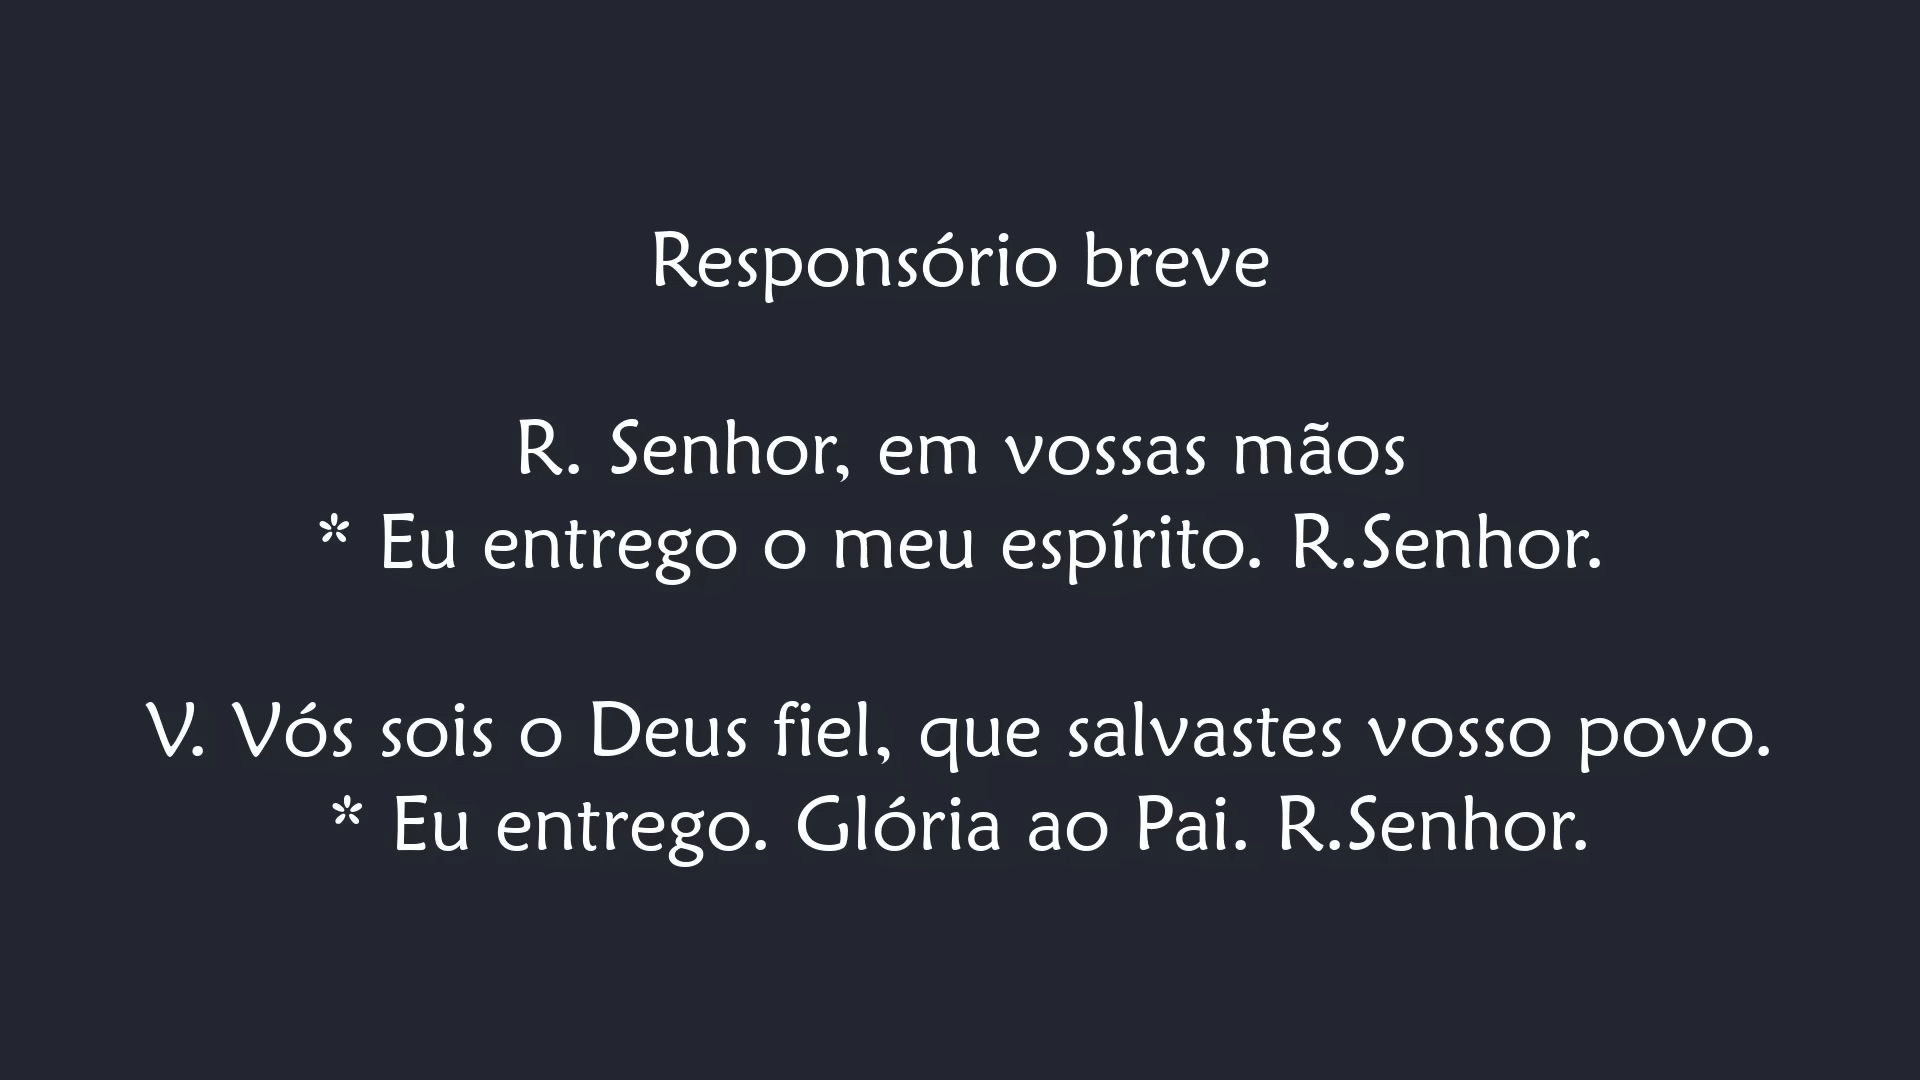 Responsório breve
R. Senhor, em vossas mãos
* Eu entrego o meu espírito. R.Senhor.
V. Vós sois o Deus fiel, que salvastes vosso povo.
* Eu entrego. Glória ao Pai. R.Senhor.